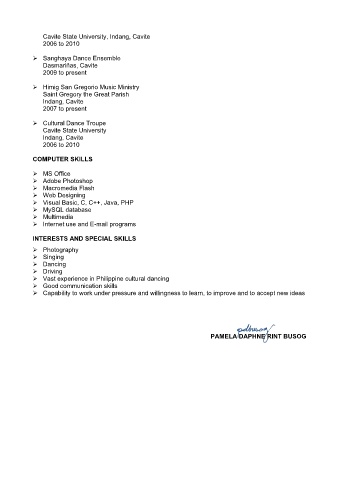 Cavite State University, Indang, Cavite
2006 to 2010
➢ Sanghaya Dance Ensemble
Dasmariñas, Cavite
2009 to present
➢ Himig San Gregorio Music Ministry
Saint Gregory the Great Parish
Indang, Cavite
2007 to present
➢ Cultural Dance Troupe
Cavite State University
Indang, Cavite
2006 to 2010
COMPUTER SKILLS
➢ MS Office
➢ Adobe Photoshop
➢ Macromedia Flash
➢ Web Designing
➢ Visual Basic, C, C++, Java, PHP
➢ MySQL database
➢ Multimedia
➢ Internet use and E-mail programs
INTERESTS AND SPECIAL SKILLS
➢ Photography
➢ Singing
➢ Dancing
➢ Driving
➢ Vast experience in Philippine cultural dancing
➢ Good communication skills
➢ Capability to work under pressure and willingness to learn, to improve and to accept new ideas
PAMELA DAPHNE RINT BUSOG